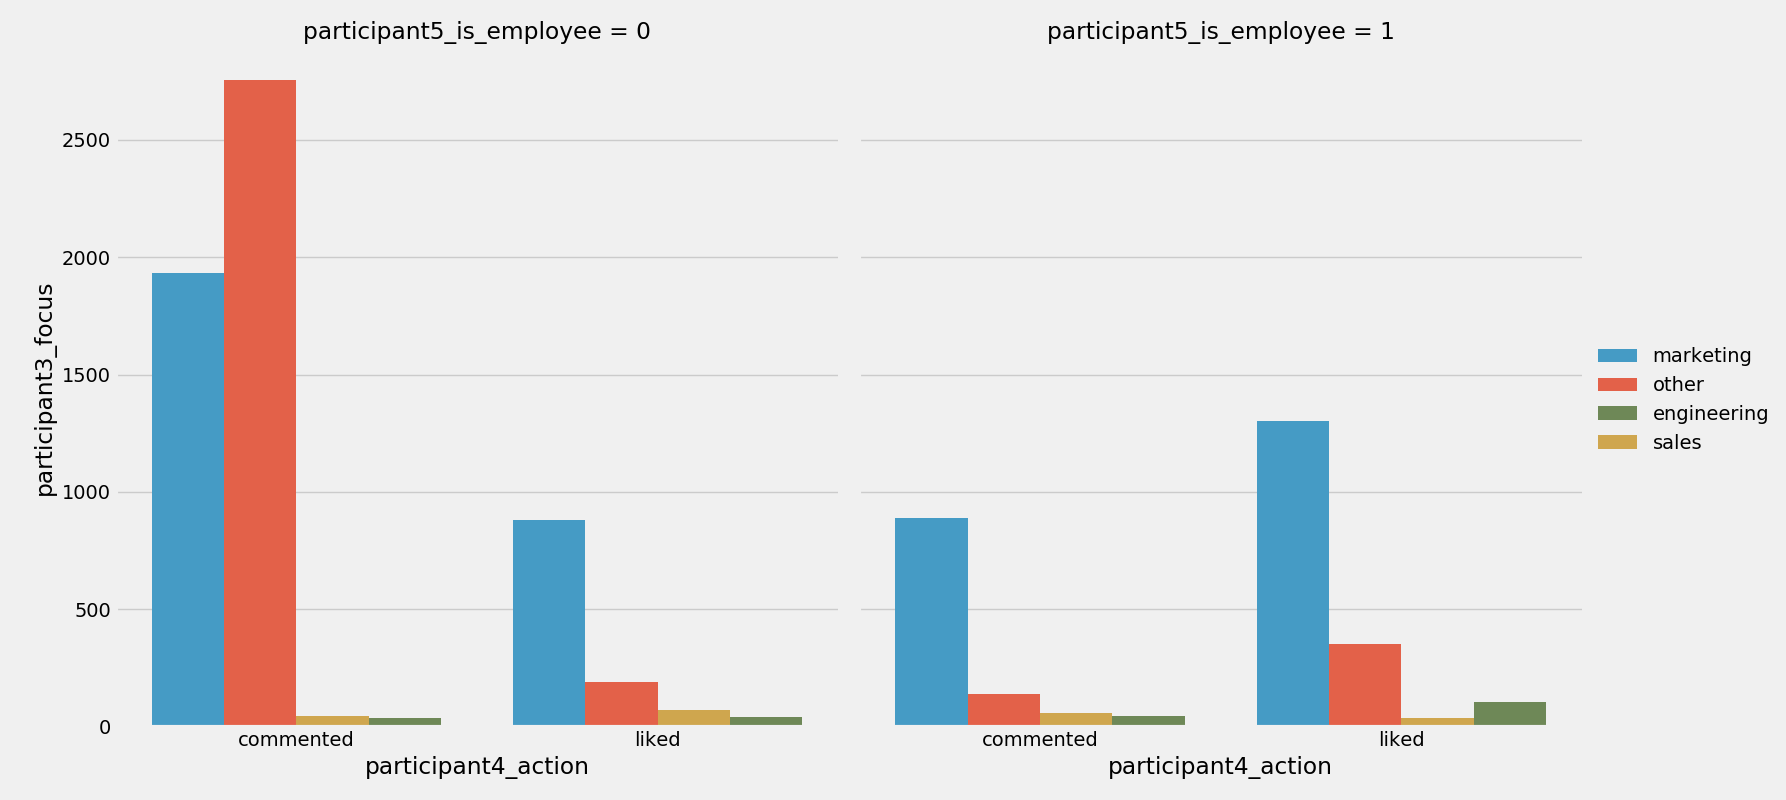 participant5_is_employee = 0
participant5_is_employee = 1
participant3_focus
2500
2000
1500
1000
500
0
commented
liked
commented
liked
participant4_action
participant4_action
marketing
other
engineering
sales